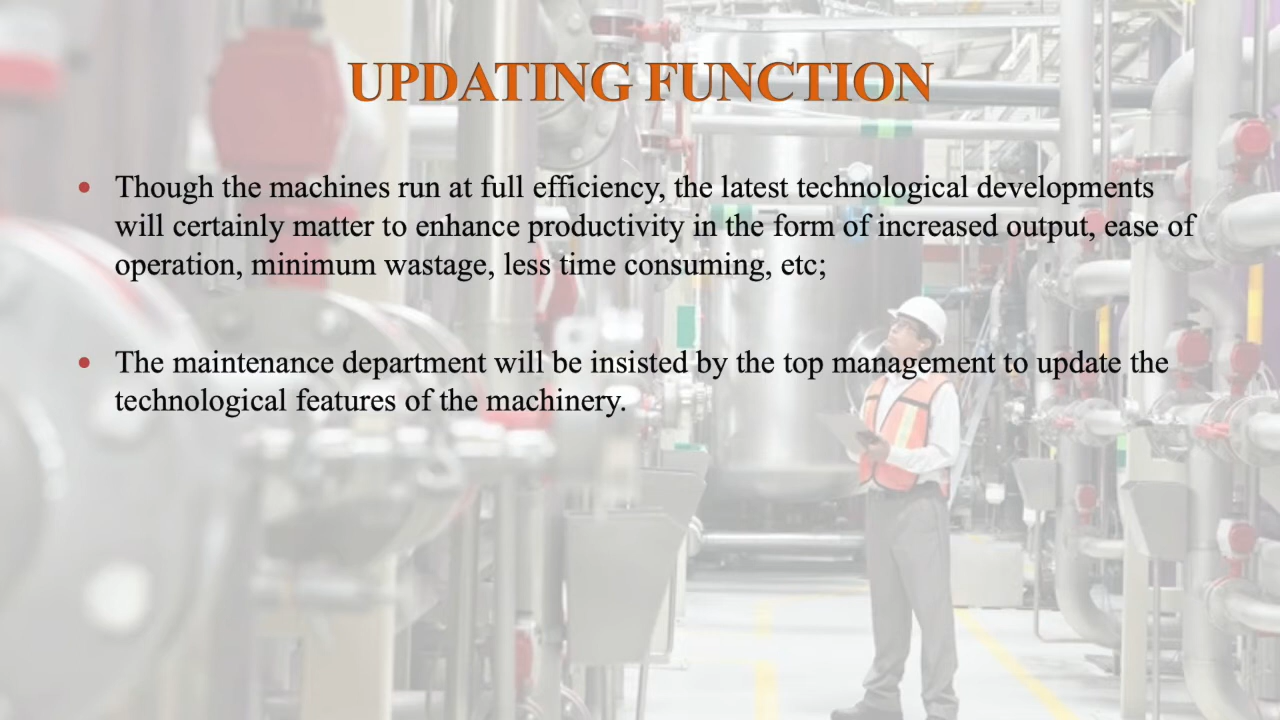 UPDATING FUNCTION
• Though the machines run at full efficiency, the latest technological developments
will certainly matter to enhance productivity in the form of increased output, ease of
operation, minimum wastage, less time consuming, etc;
• The maintenance department will be insisted by the top management to update the
technological features of the machinery.